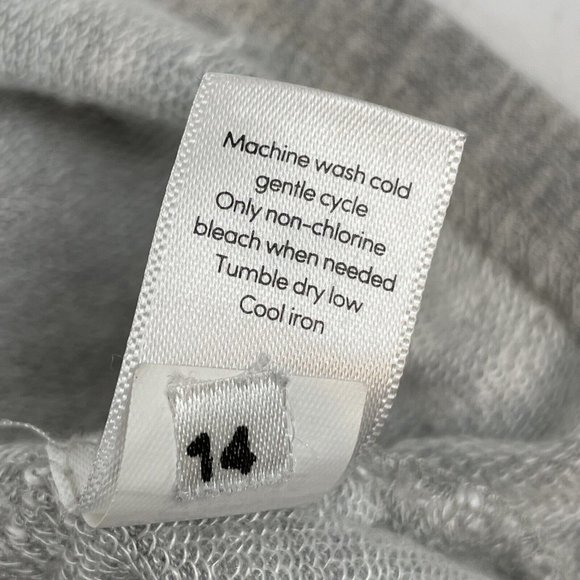 Machine wash cold
gentle cycle
Only non-chlorine
bleach when needed
Tumble dry low
Cool iron
14